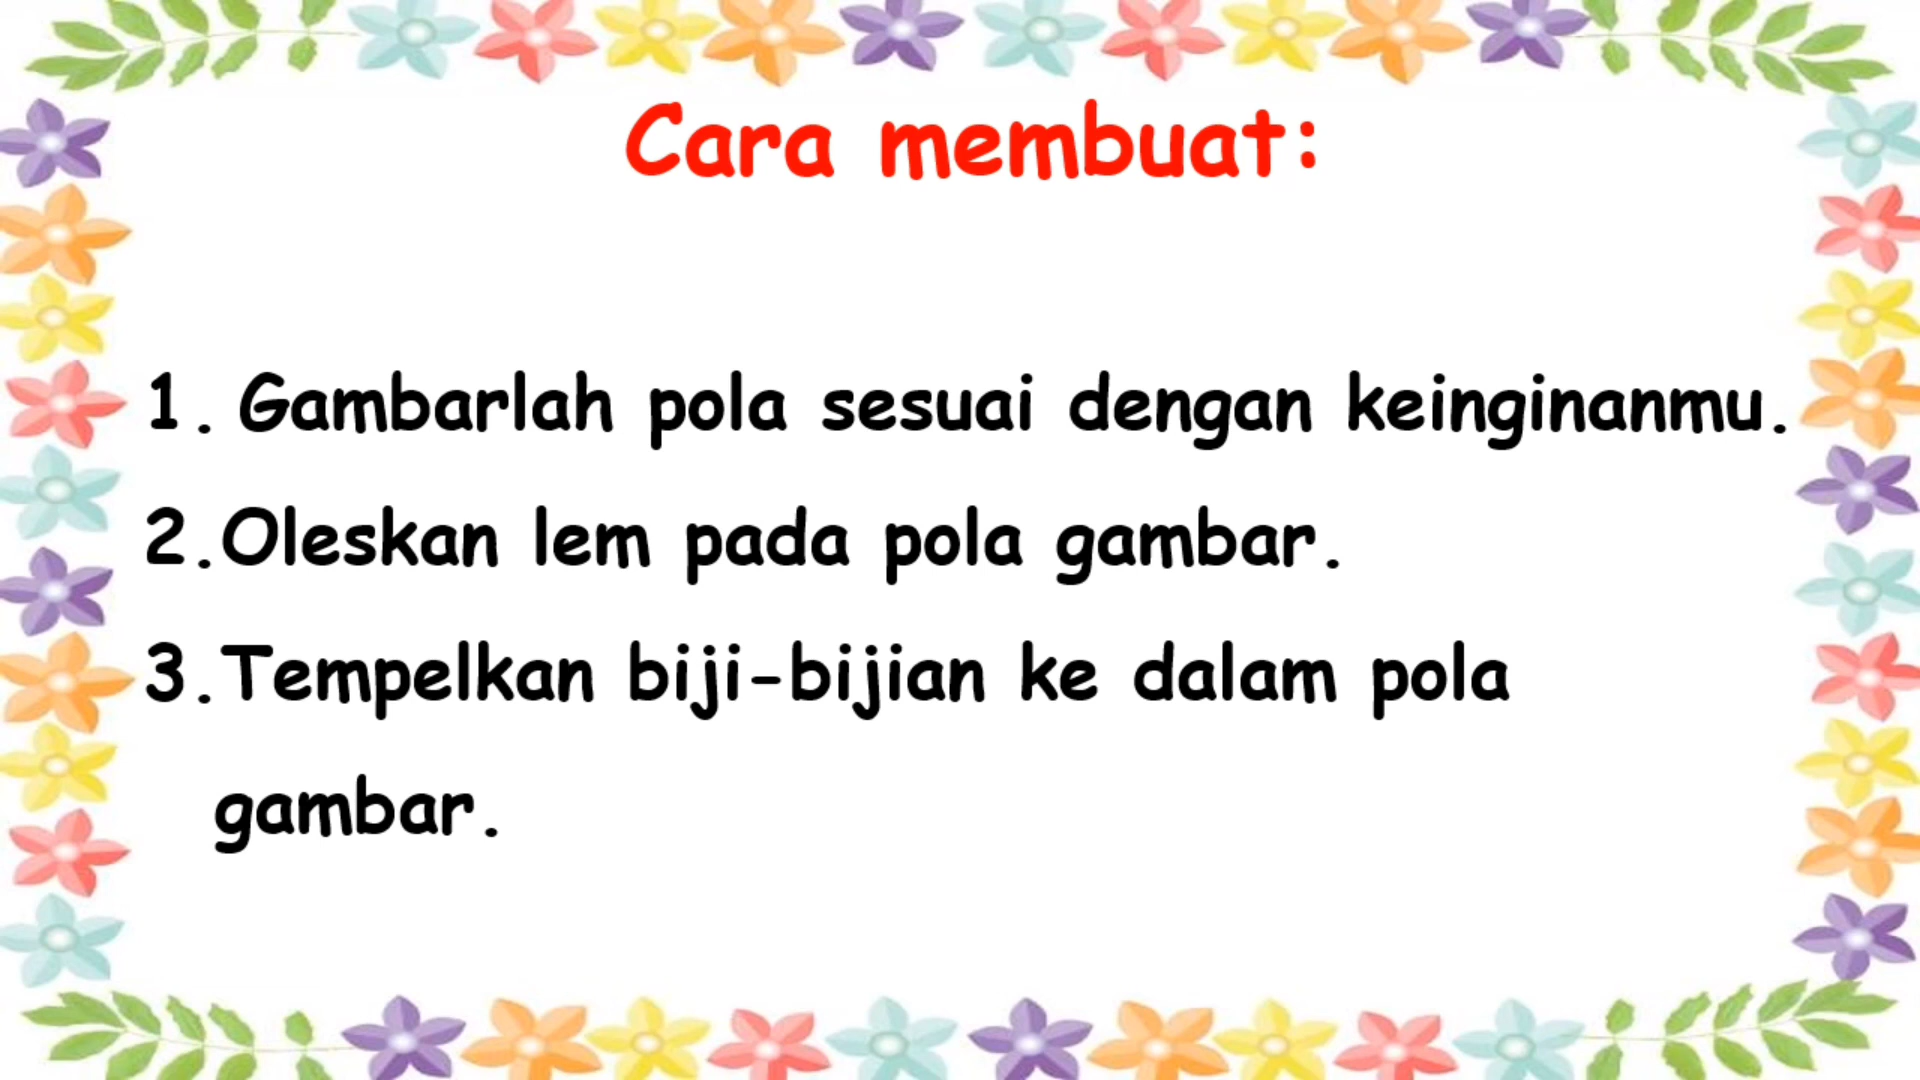 Cara membuat:
1. Gambarlah pola sesuai dengan keinginanmu.
2.Oleskan lem pada pola gambar.
3.Tempelkan biji-bijian ke dalam pola
gambar.